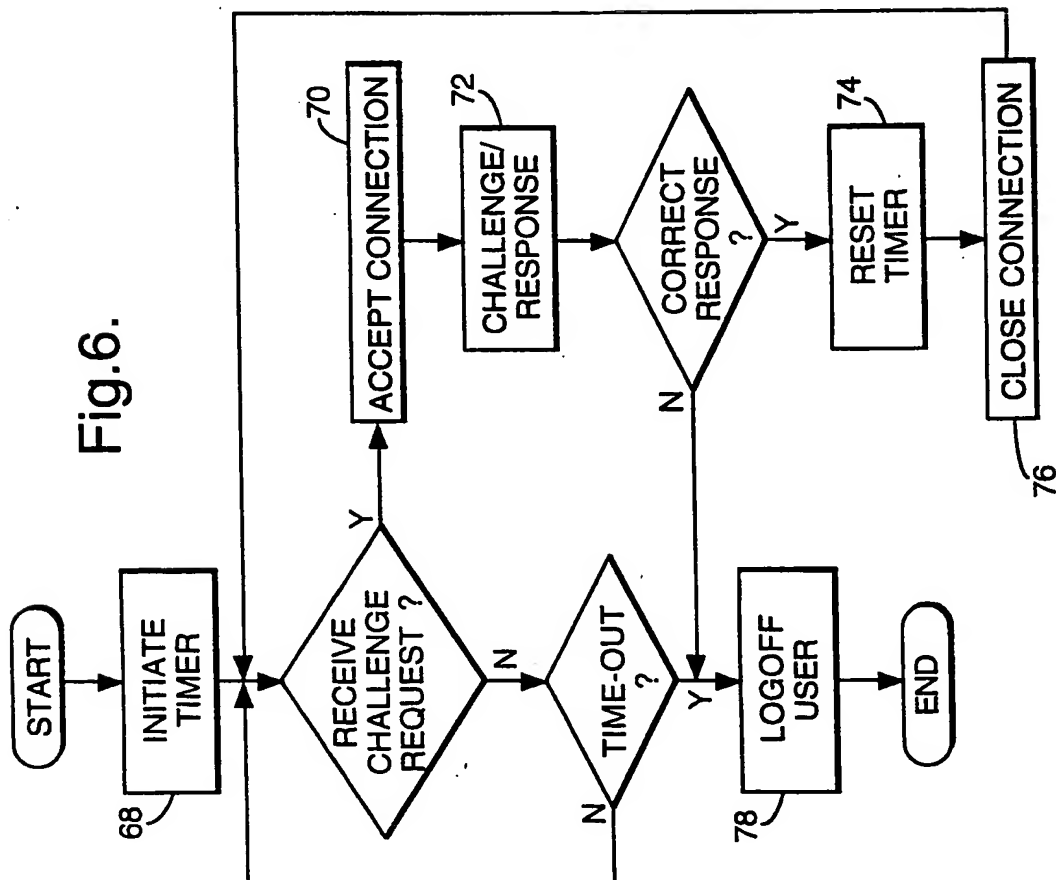 Fig.6.
START
INITIATE
TIMER
68
RECEIVE
CHALLENGE
REQUEST ?
Y
N
ACCEPT CONNECTION
70
CHALLENGE/
RESPONSE
72
CORRECT
RESPONSE
?
N
Y
RESET
TIMER
74
CLOSE CONNECTION
76
TIME-OUT
?
N
Y
LOGOFF
USER
78
END